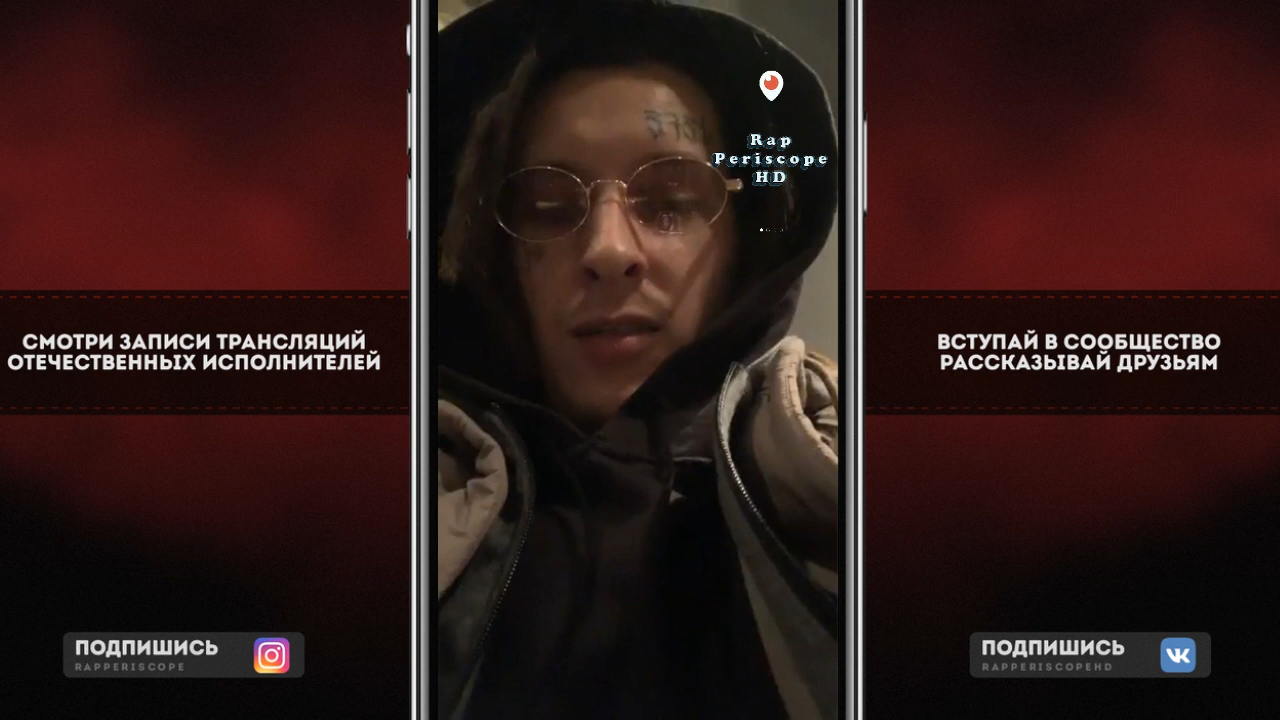 Rap
Periscope
HD
СМОТРИ ЗАПИСИ ТРАНСЛЯЦИЙ
ОТЕЧЕСТВЕННЫХ ИСПОЛНИТЕЛЕЙ
ВСТУПАЙ В СООБЩЕСТВО
РАССКАЗЫВАЙ ДРУЗЬЯМ
ПОДПИШИСЬ
RAPPERISCOPE
ПОДПИШИСЬ
RAPPERISCOPEHD